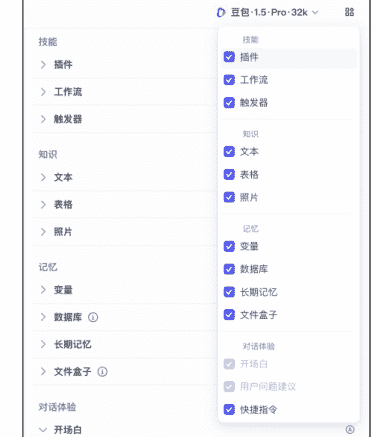 豆包·1.5·Pro·32k
技能
插件
工作流
触发器
知识
文本
表格
照片
记忆
变量
数据库
长期记忆
文件盒子
对话体验
开场白
技能
插件
工作流
触发器
知识
文本
表格
照片
记忆
变量
数据库
长期记忆
文件盒子
对话体验
开场白
用户问题建议
快捷指令